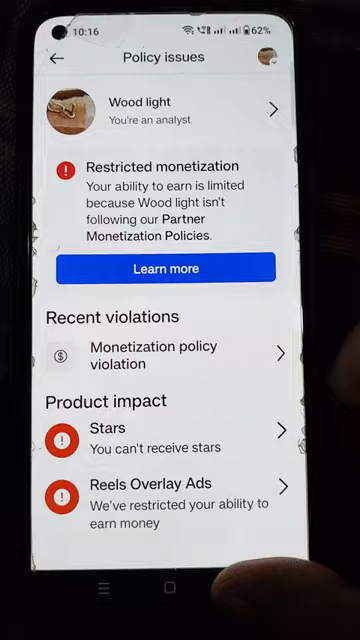 10:16
62%
Policy issues
Wood light
You're an analyst
Restricted monetization
Your ability to earn is limited
because Wood light isn't
following our Partner
Monetization Policies.
Learn more
Recent violations
Monetization policy
violation
Product impact
Stars
You can't receive stars
Reels Overlay Ads
We've restricted your ability to
earn money